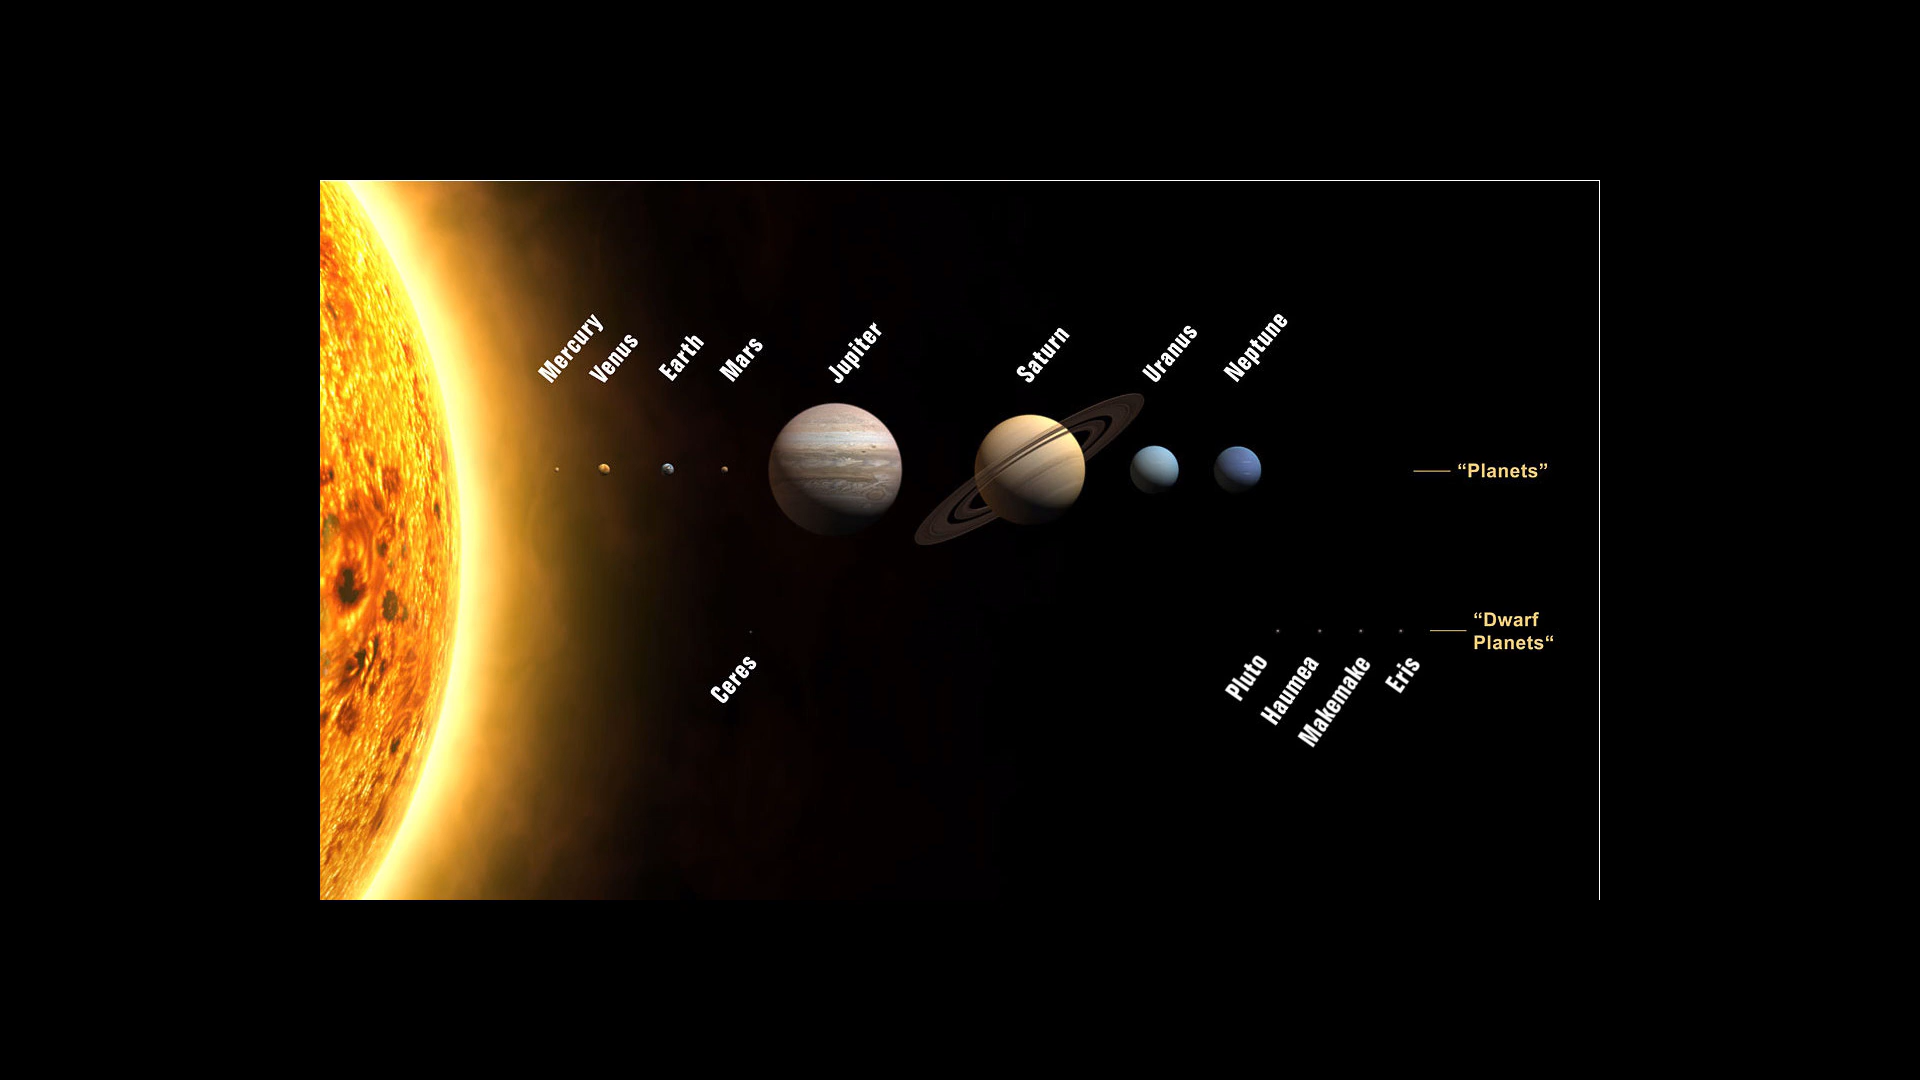 Mercury
Venus
Earth
Mars
Jupiter
Saturn
Uranus
Neptune
“Planets”
“Dwarf
Planets“
Ceres
Pluto
Haumea
Makemake
Eris